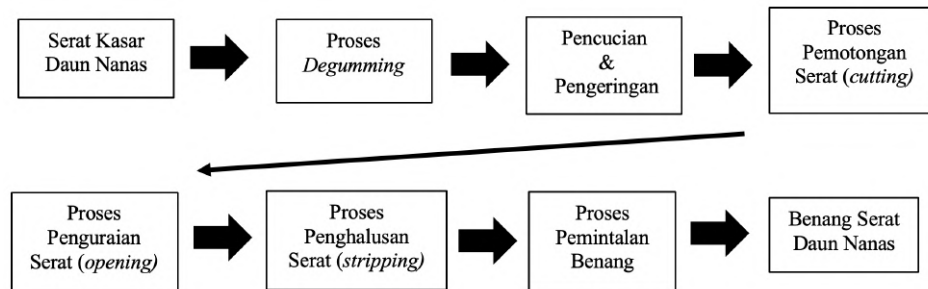 Serat Kasar
Daun Nanas
Proses
Degumming
Pencucian
&
Pengeringan
Proses
Pemotongan
Serat (cutting)
Proses
Penguraian
Serat (opening)
Proses
Penghalusan
Serat (stripping)
Proses
Pemintalan
Benang
Benang Serat
Daun Nanas